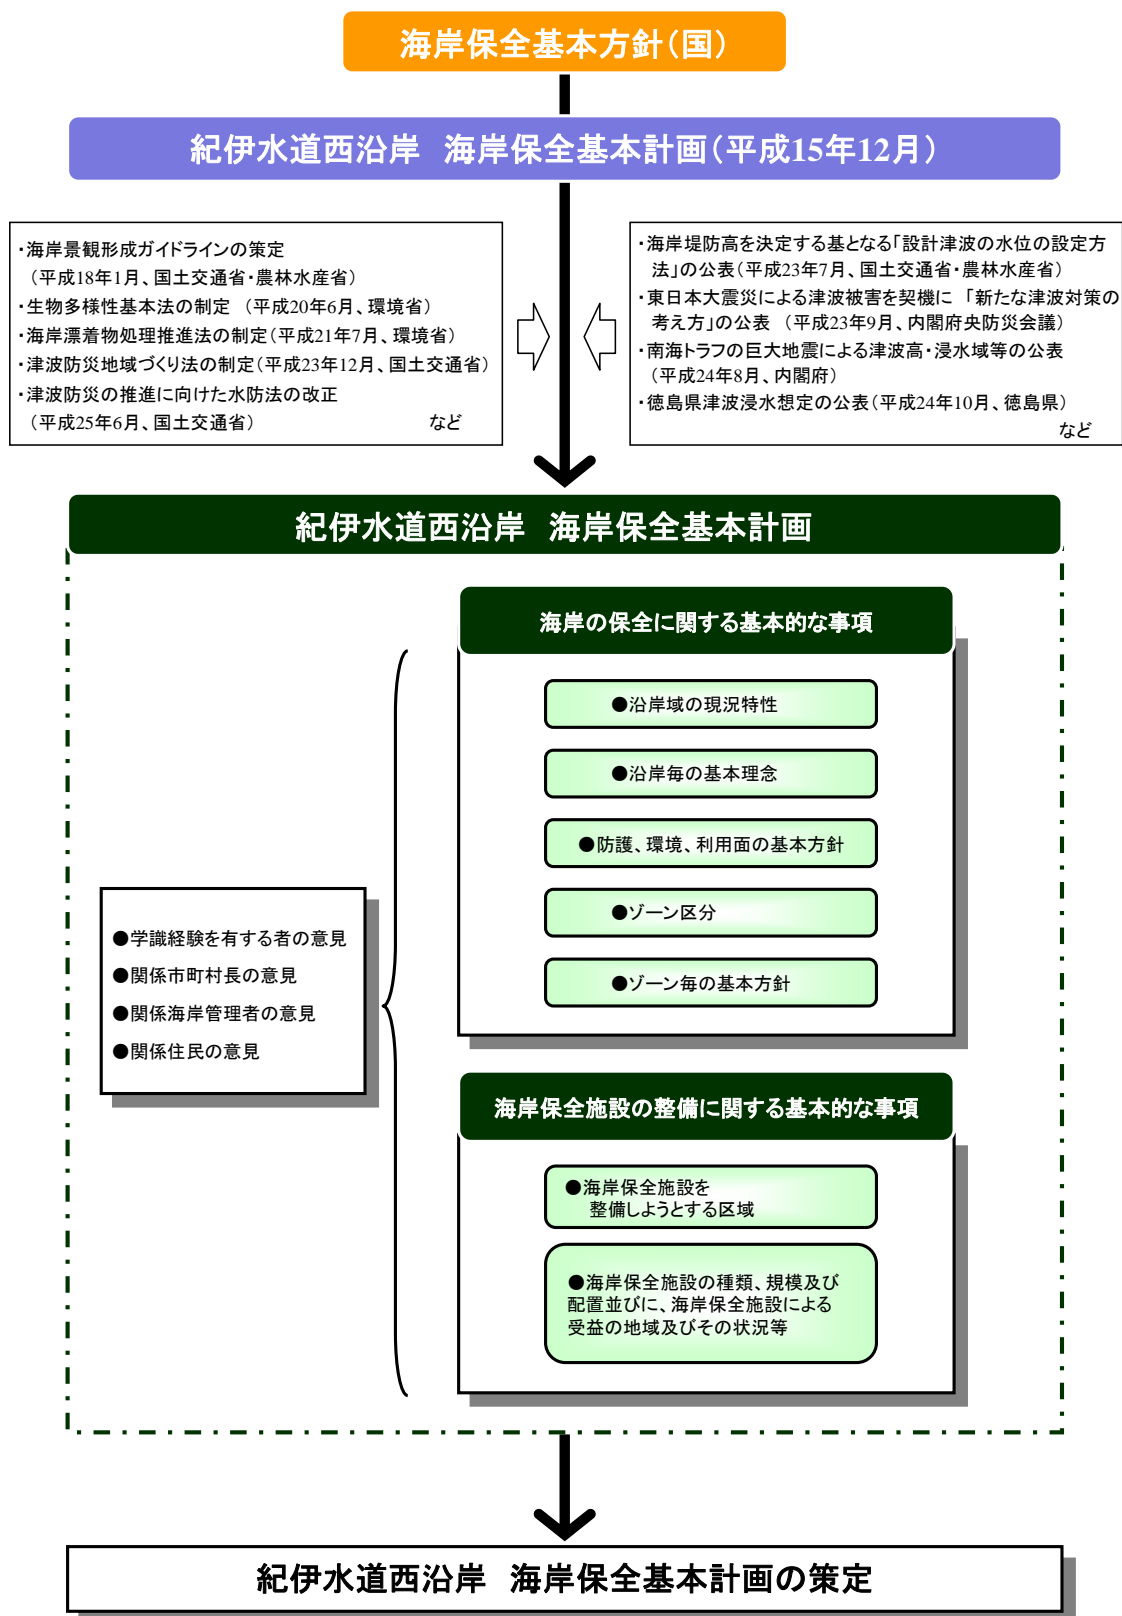 海岸保全基本方針（国）
紀伊水道西沿岸　海岸保全基本計画（平成15年12月）
・海岸景観形成ガイドラインの策定
（平成18年1月、国土交通省・農林水産省）
・生物多様性基本法の制定　（平成20年6月、環境省）
・海岸漂着物処理推進法の制定（平成21年7月、環境省）
・津波防災地域づくり法の制定（平成23年12月、国土交通省）
・津波防災の推進に向けた水防法の改正
（平成25年6月、国土交通省）　など
・海岸堤防高を決定する基となる「設計津波の水位の設定方
法」の公表（平成23年7月、国土交通省・農林水産省）
・東日本大震災による津波被害を契機に　「新たな津波対策の
考え方」の公表　（平成23年9月、内閣府央防災会議）
・南海トラフの巨大地震による津波高・浸水域等の公表
（平成24年8月、内閣府）
・徳島県津波浸水想定の公表（平成24年10月、徳島県）
など
紀伊水道西沿岸　海岸保全基本計画
海岸の保全に関する基本的な事項
●沿岸域の現況特性
●沿岸毎の基本理念
●防護、環境、利用面の基本方針
●ゾーン区分
●ゾーン毎の基本方針
●学識経験を有する者の意見
●関係市町村長の意見
●関係海岸管理者の意見
●関係住民の意見
海岸保全施設の整備に関する基本的な事項
●海岸保全施設を
整備しようとする区域
●海岸保全施設の種類、規模及び
配置並びに、海岸保全施設による
受益の地域及びその状況等
紀伊水道西沿岸　海岸保全基本計画の策定